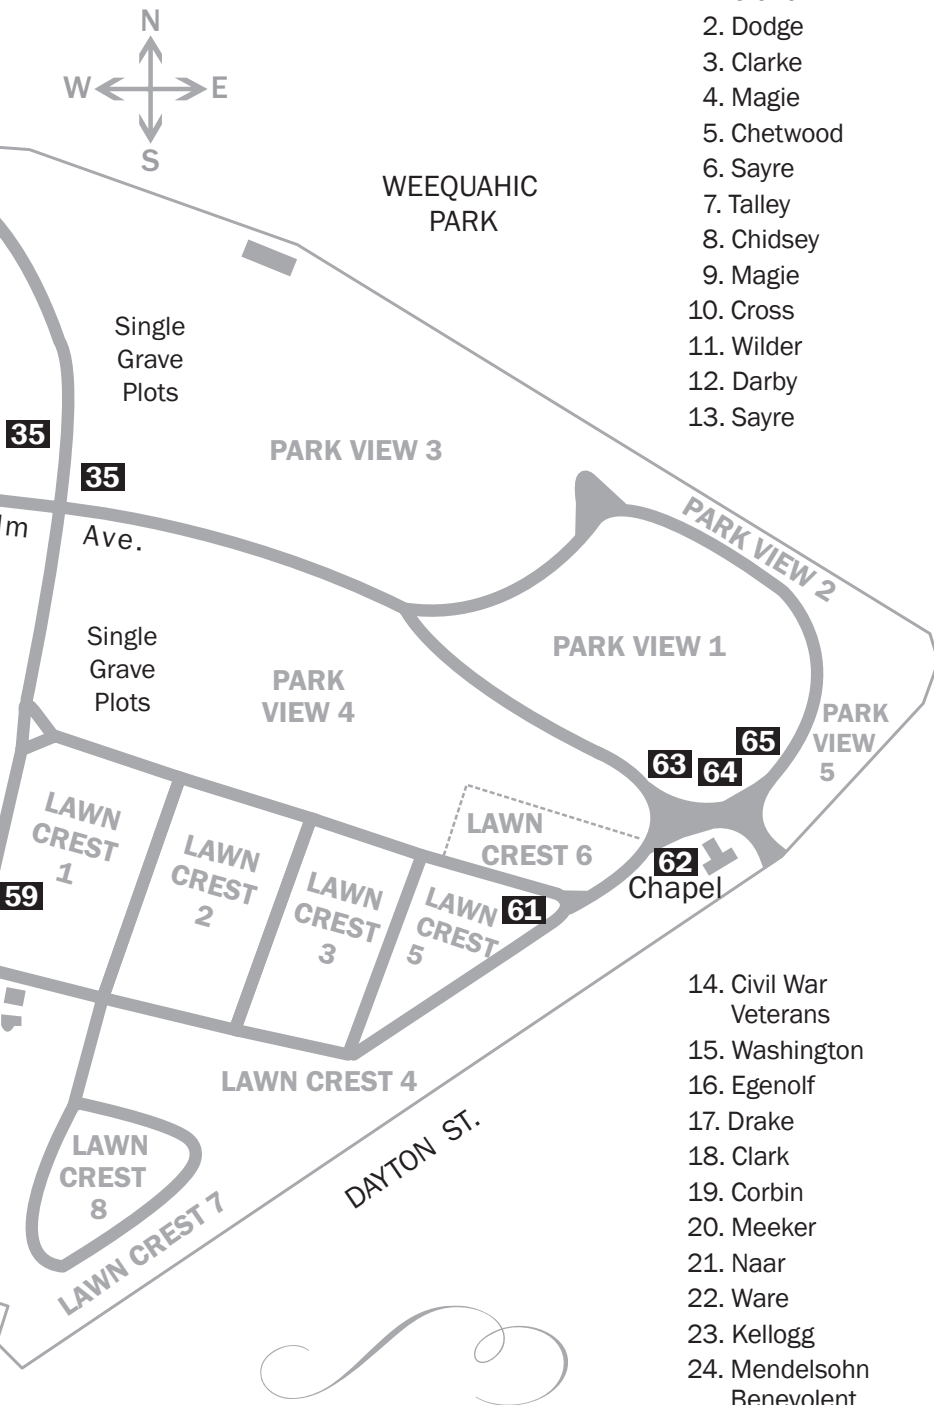 N
W E
S
WEEQUAHIC
PARK
2. Dodge
3. Clarke
4. Magie
5. Chetwood
6. Sayre
7. Talley
8. Chidsey
9. Magie
10. Cross
11. Wilder
12. Darby
13. Sayre
Single
Grave
Plots
35
35
PARK VIEW 3
lm Ave.
PARK VIEW 2
Single
Grave
Plots
PARK
VIEW 4
PARK VIEW 1
PARK
VIEW
5
63
64
65
LAWN
CREST
1
LAWN
CREST
2
LAWN
CREST
3
LAWN
CREST
5
LAWN
CREST 6
59
61
62
Chapel
LAWN CREST 4
DAYTON ST.
LAWN
CREST
8
LAWN CREST 7
14. Civil War
Veterans
15. Washington
16. Egenolf
17. Drake
18. Clark
19. Corbin
20. Meeker
21. Naar
22. Ware
23. Kellogg
24. Mendelsohn
Benevolent